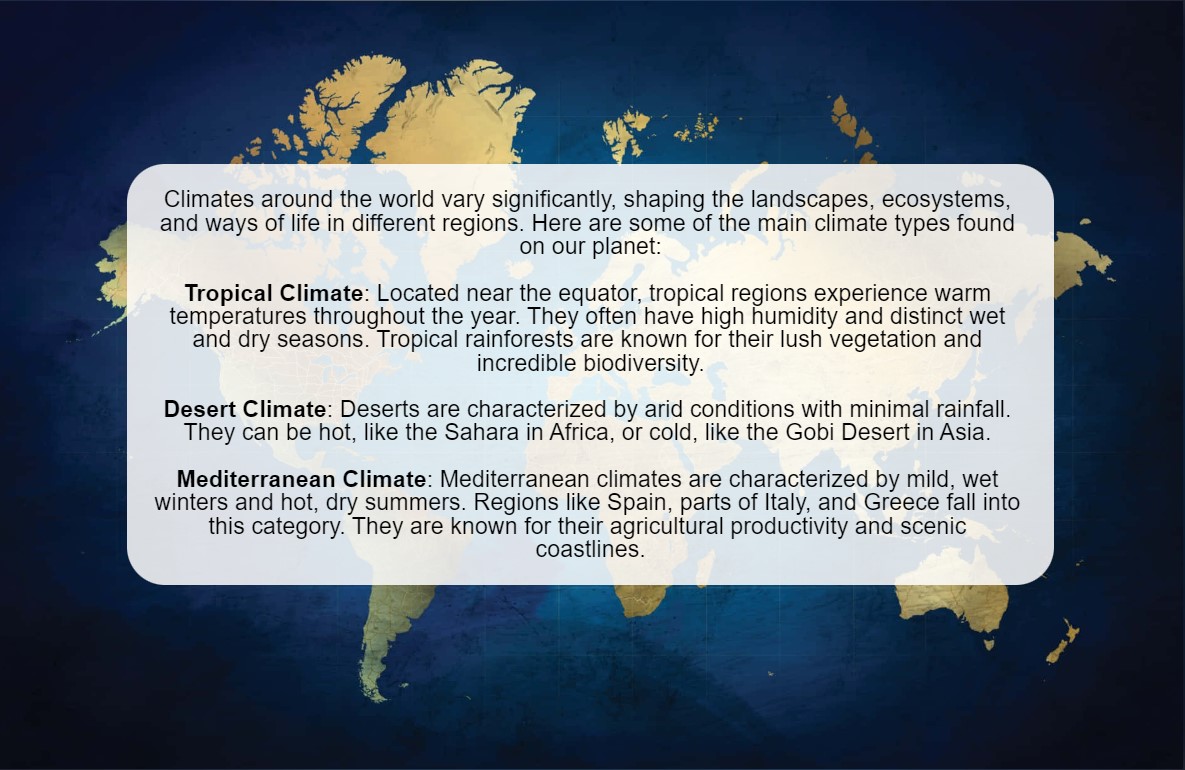 Climates around the world vary significantly, shaping the landscapes, ecosystems,
and ways of life in different regions. Here are some of the main climate types found
on our planet:
Tropical Climate: Located near the equator, tropical regions experience warm
temperatures throughout the year. They often have high humidity and distinct wet
and dry seasons. Tropical rainforests are known for their lush vegetation and
incredible biodiversity.
Desert Climate: Deserts are characterized by arid conditions with minimal rainfall.
They can be hot, like the Sahara in Africa, or cold, like the Gobi Desert in Asia.
Mediterranean Climate: Mediterranean climates are characterized by mild, wet
winters and hot, dry summers. Regions like Spain, parts of Italy, and Greece fall into
this category. They are known for their agricultural productivity and scenic
coastlines.